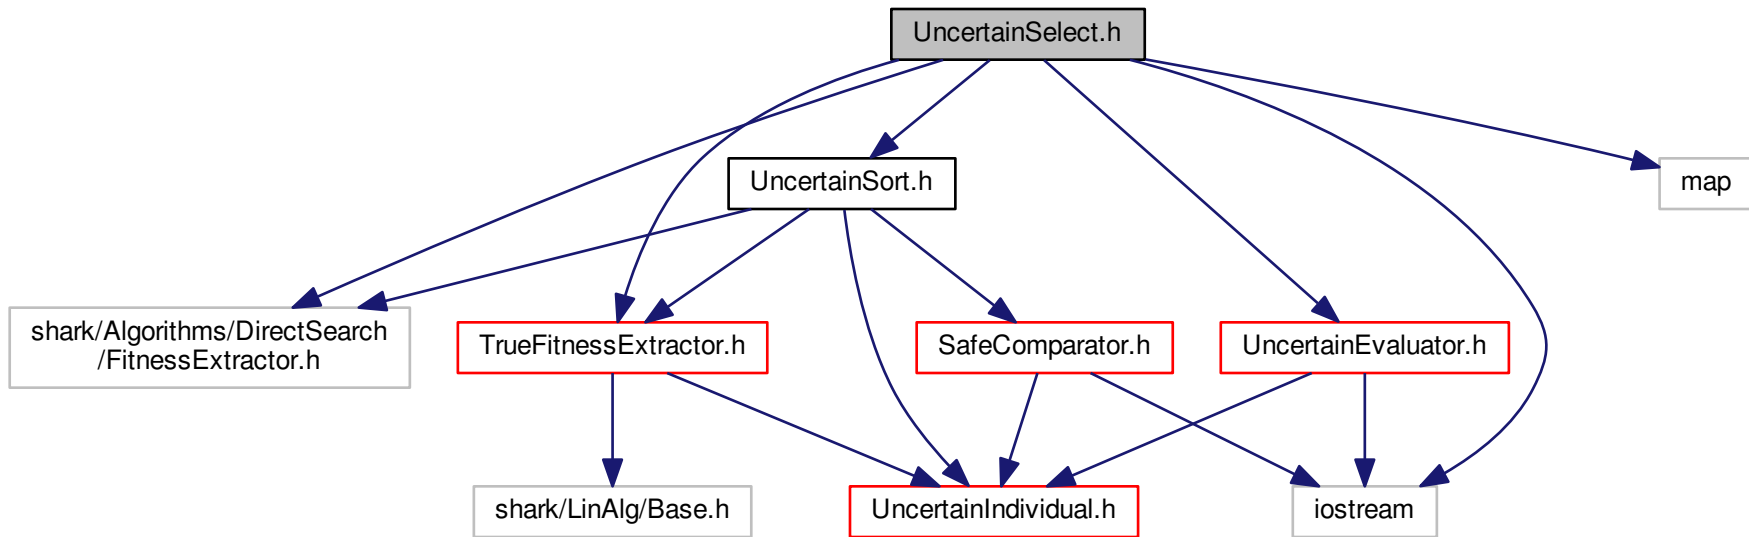 UncertainSelect.h
UncertainSort.h
map
shark/Algorithms/DirectSearch
/FitnessExtractor.h
TrueFitnessExtractor.h
SafeComparator.h
UncertainEvaluator.h
shark/LinAlg/Base.h
UncertainIndividual.h
iostream